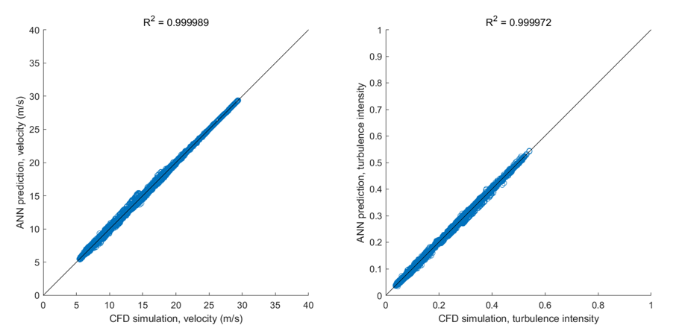 R² = 0.999989
40
35
30
25
20
15
10
5
0
ANN prediction, velocity (m/s)
0 5 10 15 20 25 30 35 40
CFD simulation, velocity (m/s)
R² = 0.999972
1
0.9
0.8
0.7
0.6
0.5
0.4
0.3
0.2
0.1
0
ANN prediction, turbulence intensity
0 0.2 0.4 0.6 0.8 1
CFD simulation, turbulence intensity